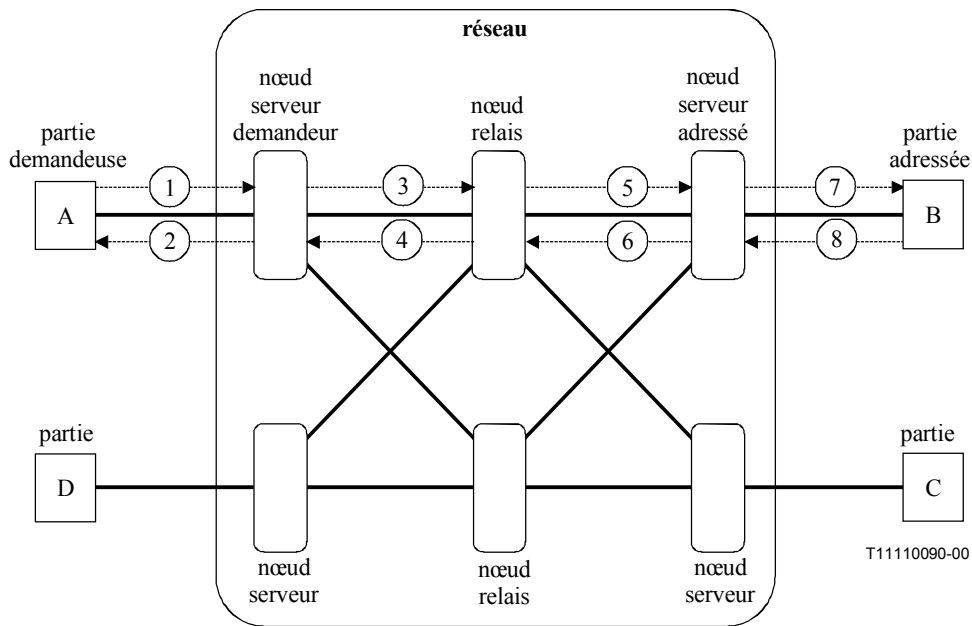 réseau
nœud
serveur
demandeur
nœud
relais
nœud
serveur
adressé
partie
demandeuse
partie
adressée
1
3
5
7
A
B
2
4
6
8
partie
partie
D
C
T11110090-00
nœud
serveur
nœud
relais
nœud
serveur